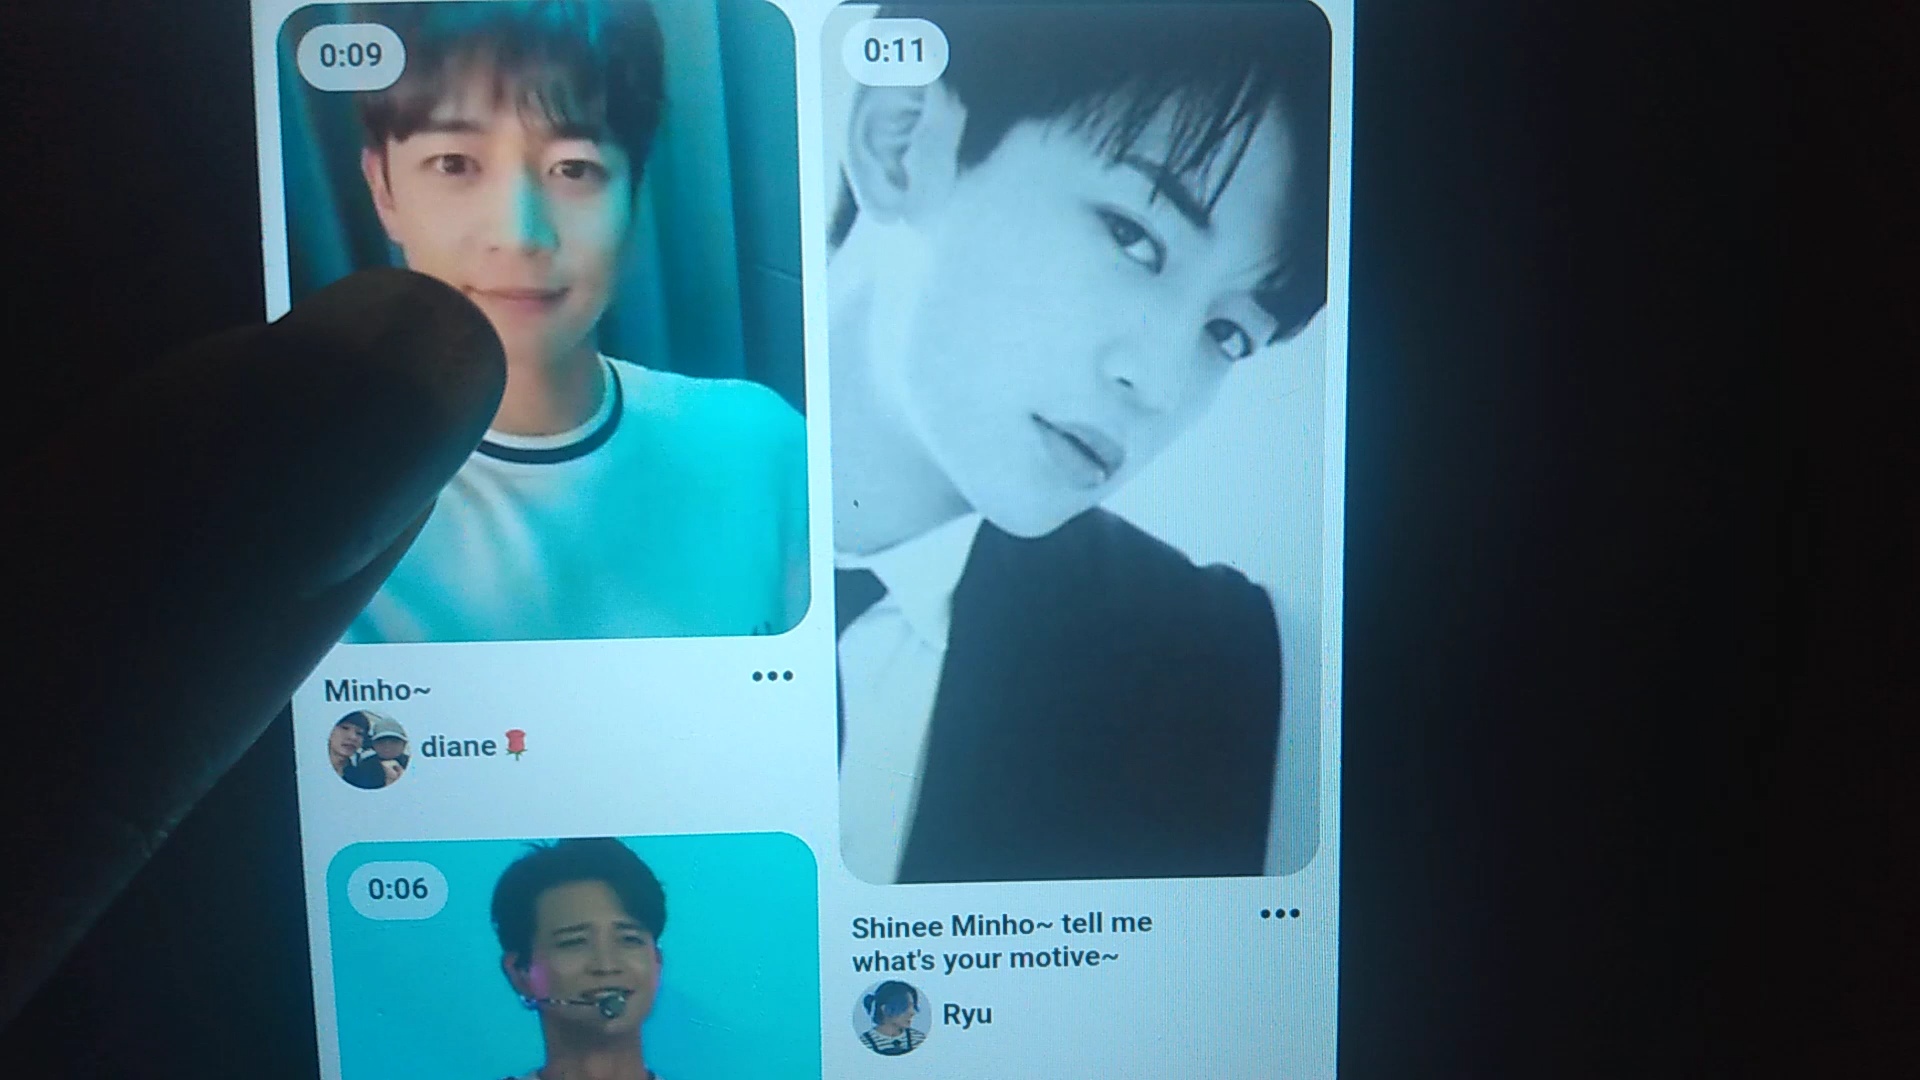 0:09
Minho~
diane🌹
0:06
0:11
Shinee Minho~ tell me
what's your motive~
Ryu